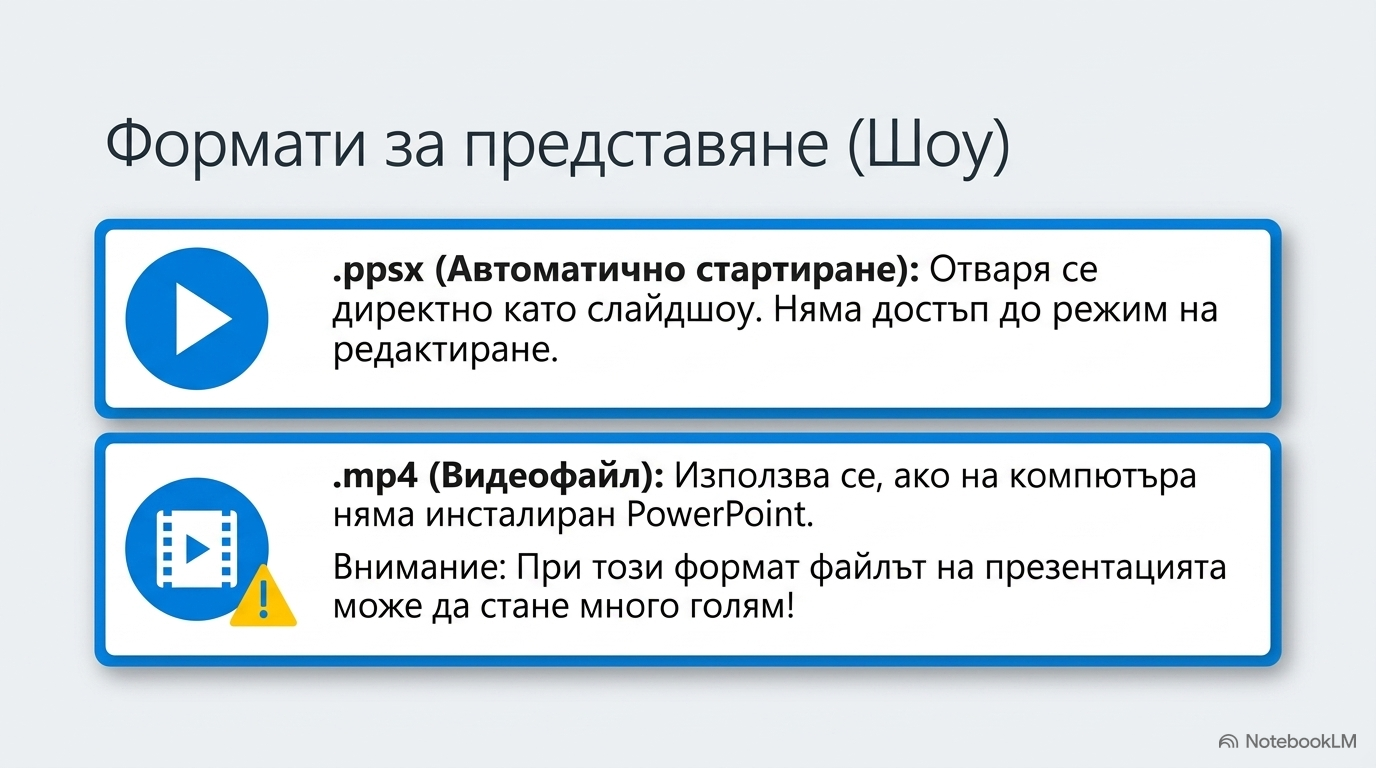 Формати за представяне (Шоу)
.ppsx (Автоматично стартиране): Отваря се
директно като слайдшоу. Няма достъп до режим на
редактиране.
.mp4 (Видеофайл): Използва се, ако на компютъра
няма инсталиран PowerPoint.
Внимание: При този формат файлът на презентацията
може да стане много голям!
NotebookLM